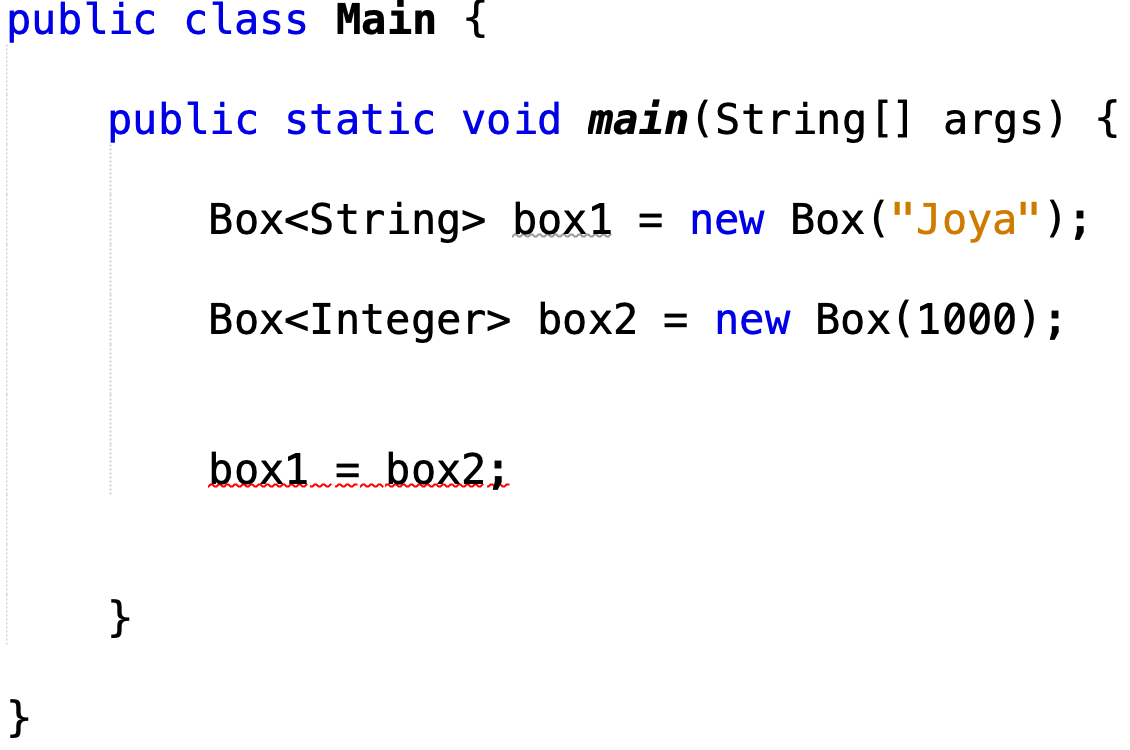 public class Main {
public static void main(String[] args) {
Box<String> box1 = new Box("Joya");
Box<Integer> box2 = new Box(1000);
box1 = box2;
}
}